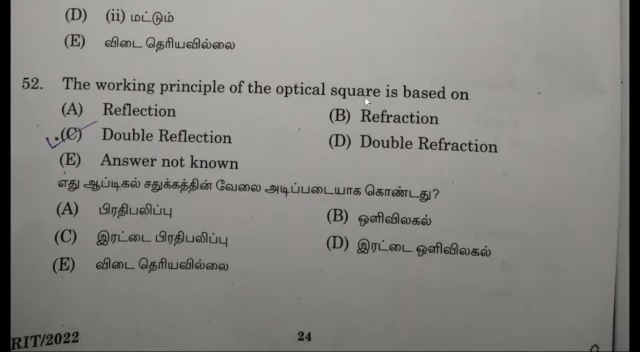 (D) (ii) மட்டும்
(E) விடை தெரியவில்லை
52. The working principle of the optical square is based on
(A) Reflection (B) Refraction
(C) Double Reflection (D) Double Refraction
(E) Answer not known
எது ஆப்டிகல் சதுக்கத்தின் வேலை அடிப்படையாக கொண்டது?
(A) பிரதிபலிப்பு (B) ஒளிவிலகல்
(C) இரட்டை பிரதிபலிப்பு (D) இரட்டை ஒளிவிலகல்
(E) விடை தெரியவில்லை
RIT/2022 24